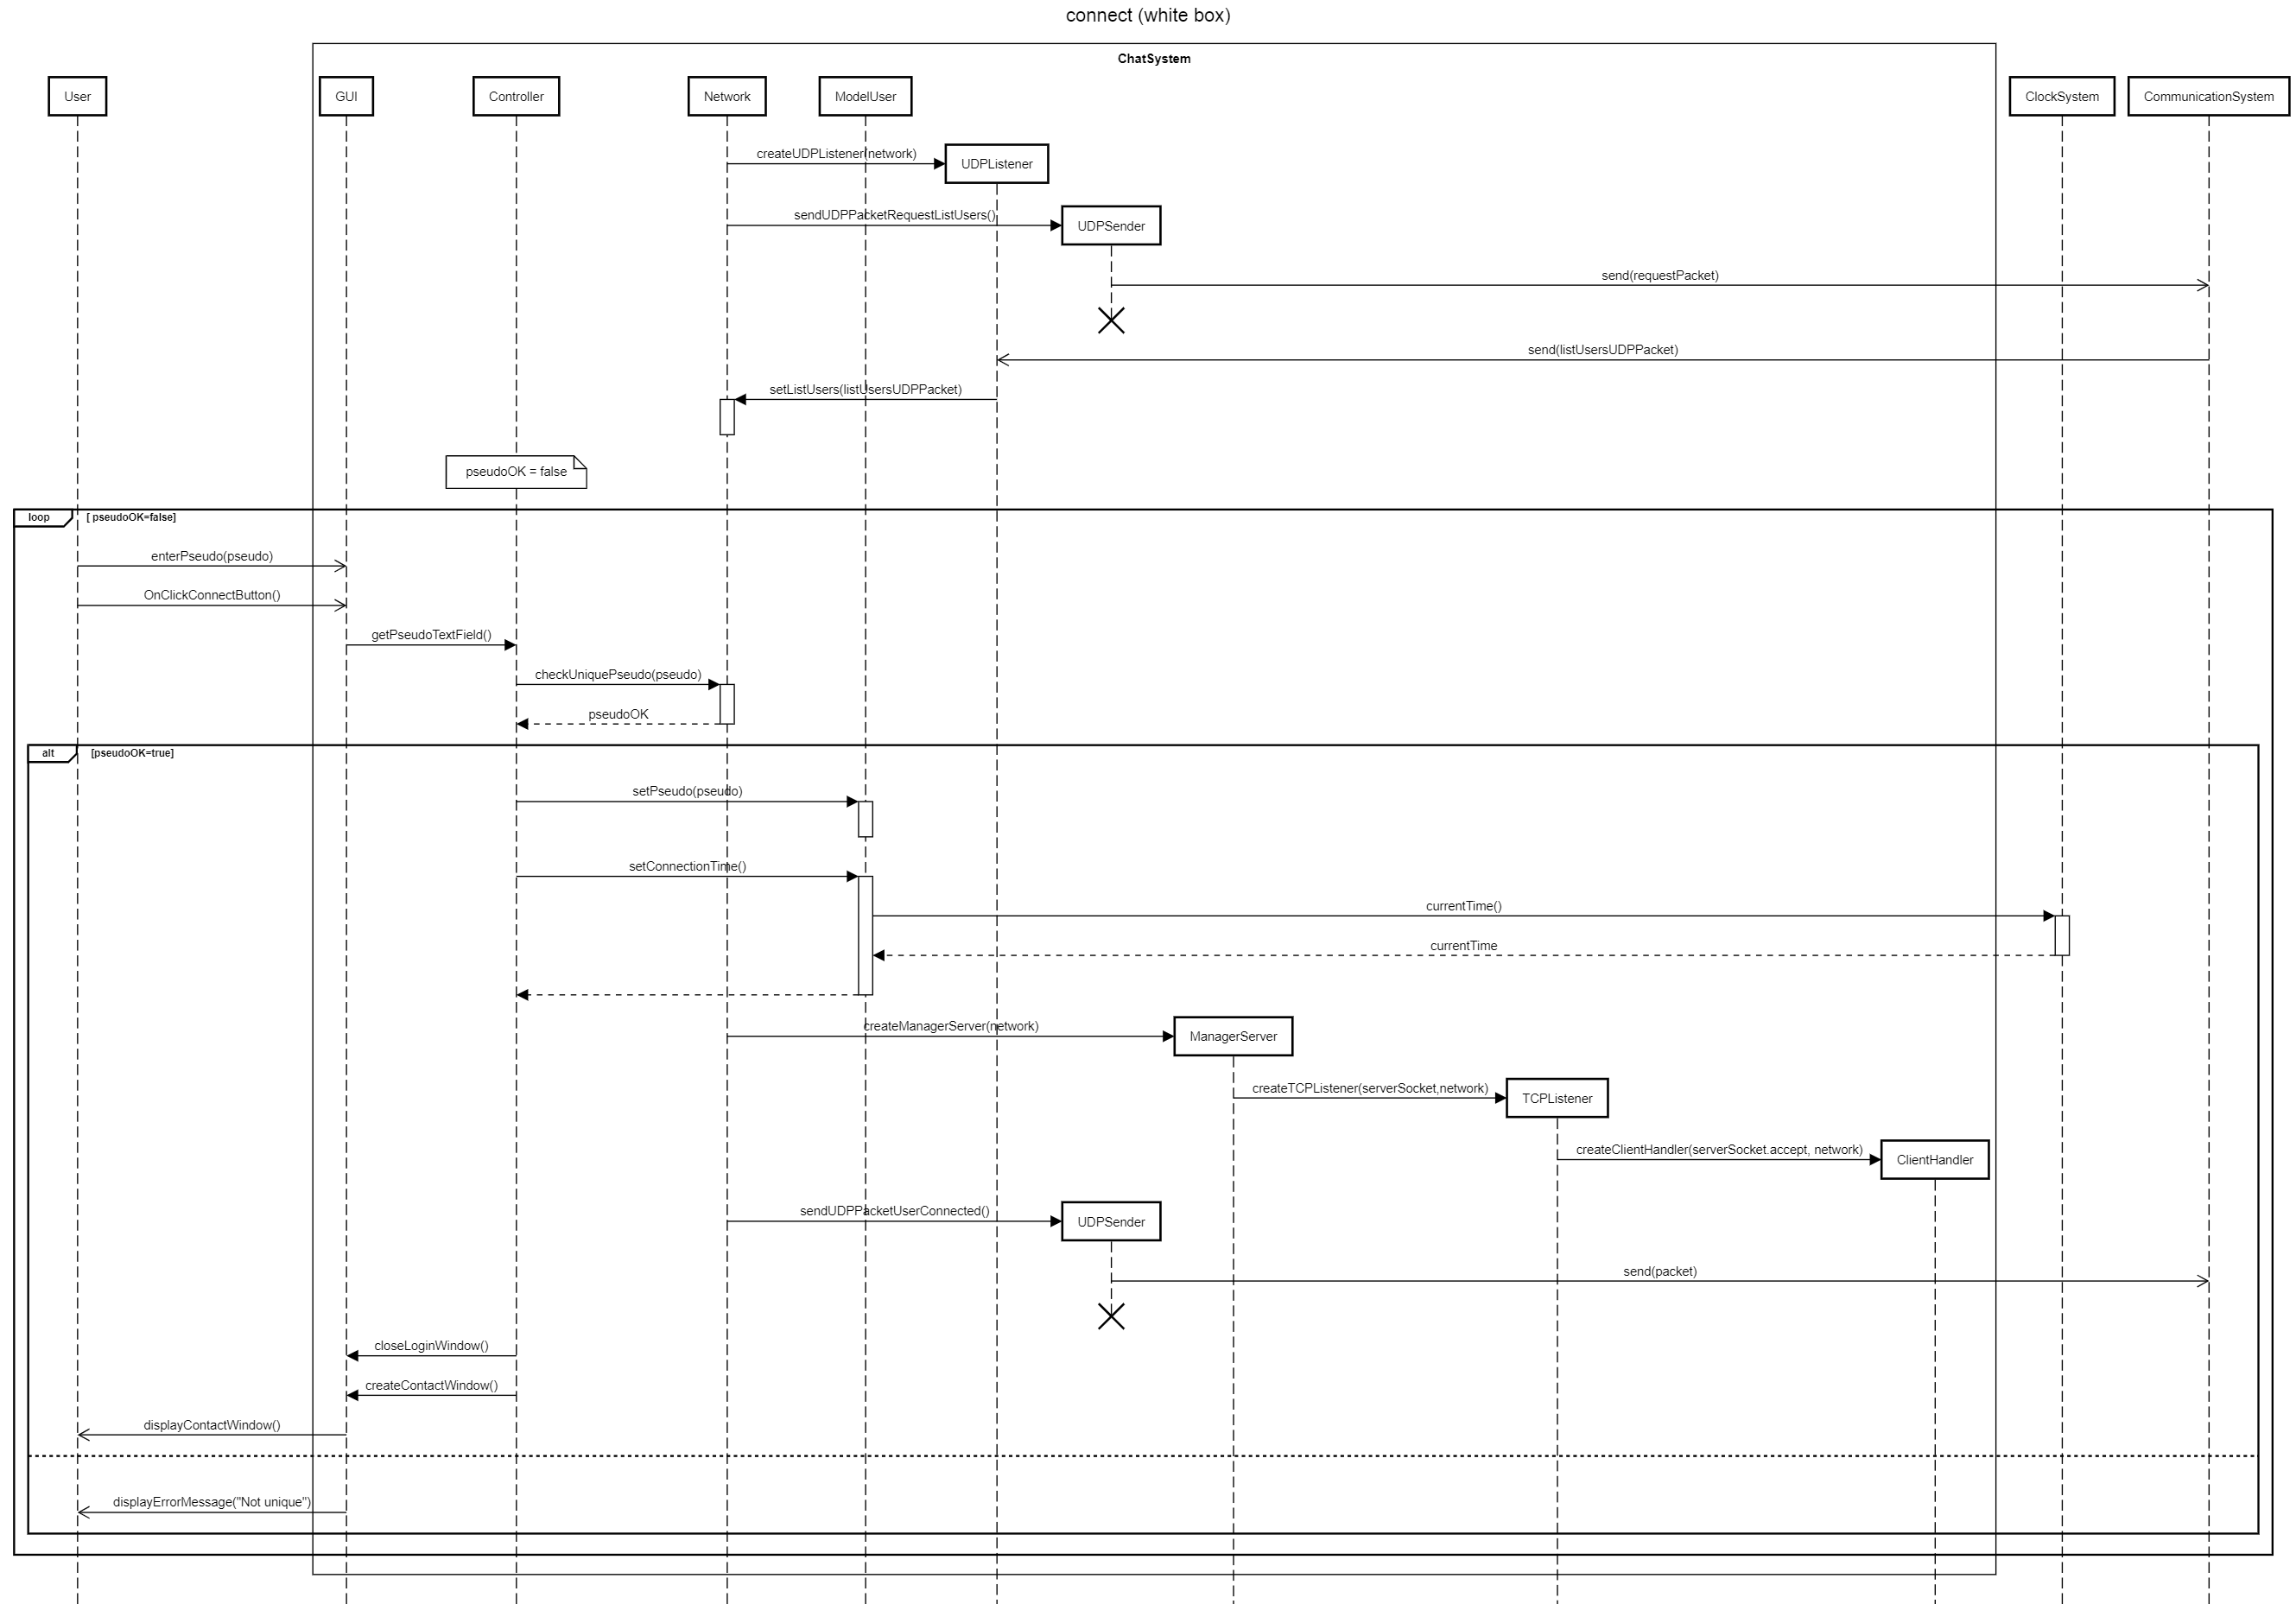 connect (white box)
ChatSystem
User
GUI
Controller
Network
ModelUser
ClockSystem
CommunicationSystem
createUDPListener(network)
UDPListener
sendUDPPacketRequestListUsers()
UDPSender
send(requestPacket)
send(listUsersUDPPacket)
setListUsers(listUsersUDPPacket)
pseudoOK = false
loop
[ pseudoOK=false]
enterPseudo(pseudo)
OnClickConnectButton()
getPseudoTextField()
checkUniquePseudo(pseudo)
pseudoOK
alt
[pseudoOK=true]
setPseudo(pseudo)
setConnectionTime()
currentTime()
currentTime
createManagerServer(network)
ManagerServer
createTCPListener(serverSocket,network)
TCPListener
createClientHandler(serverSocket.accept, network)
ClientHandler
sendUDPPacketUserConnected()
UDPSender
send(packet)
closeLoginWindow()
createContactWindow()
displayContactWindow()
displayErrorMessage("Not unique")